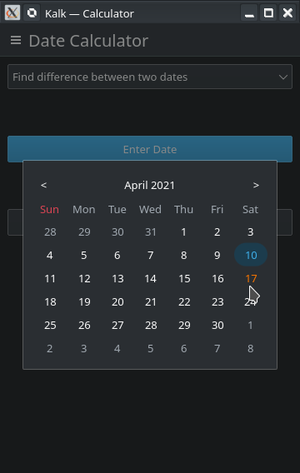 Kalk — Calculator
Date Calculator
Find difference between two dates
Enter Date
< April 2021 >
Sun Mon Tue Wed Thu Fri Sat
28 29 30 31 1 2 3
4 5 6 7 8 9 10
11 12 13 14 15 16 17
18 19 20 21 22 23 24
25 26 27 28 29 30 1
2 3 4 5 6 7 8